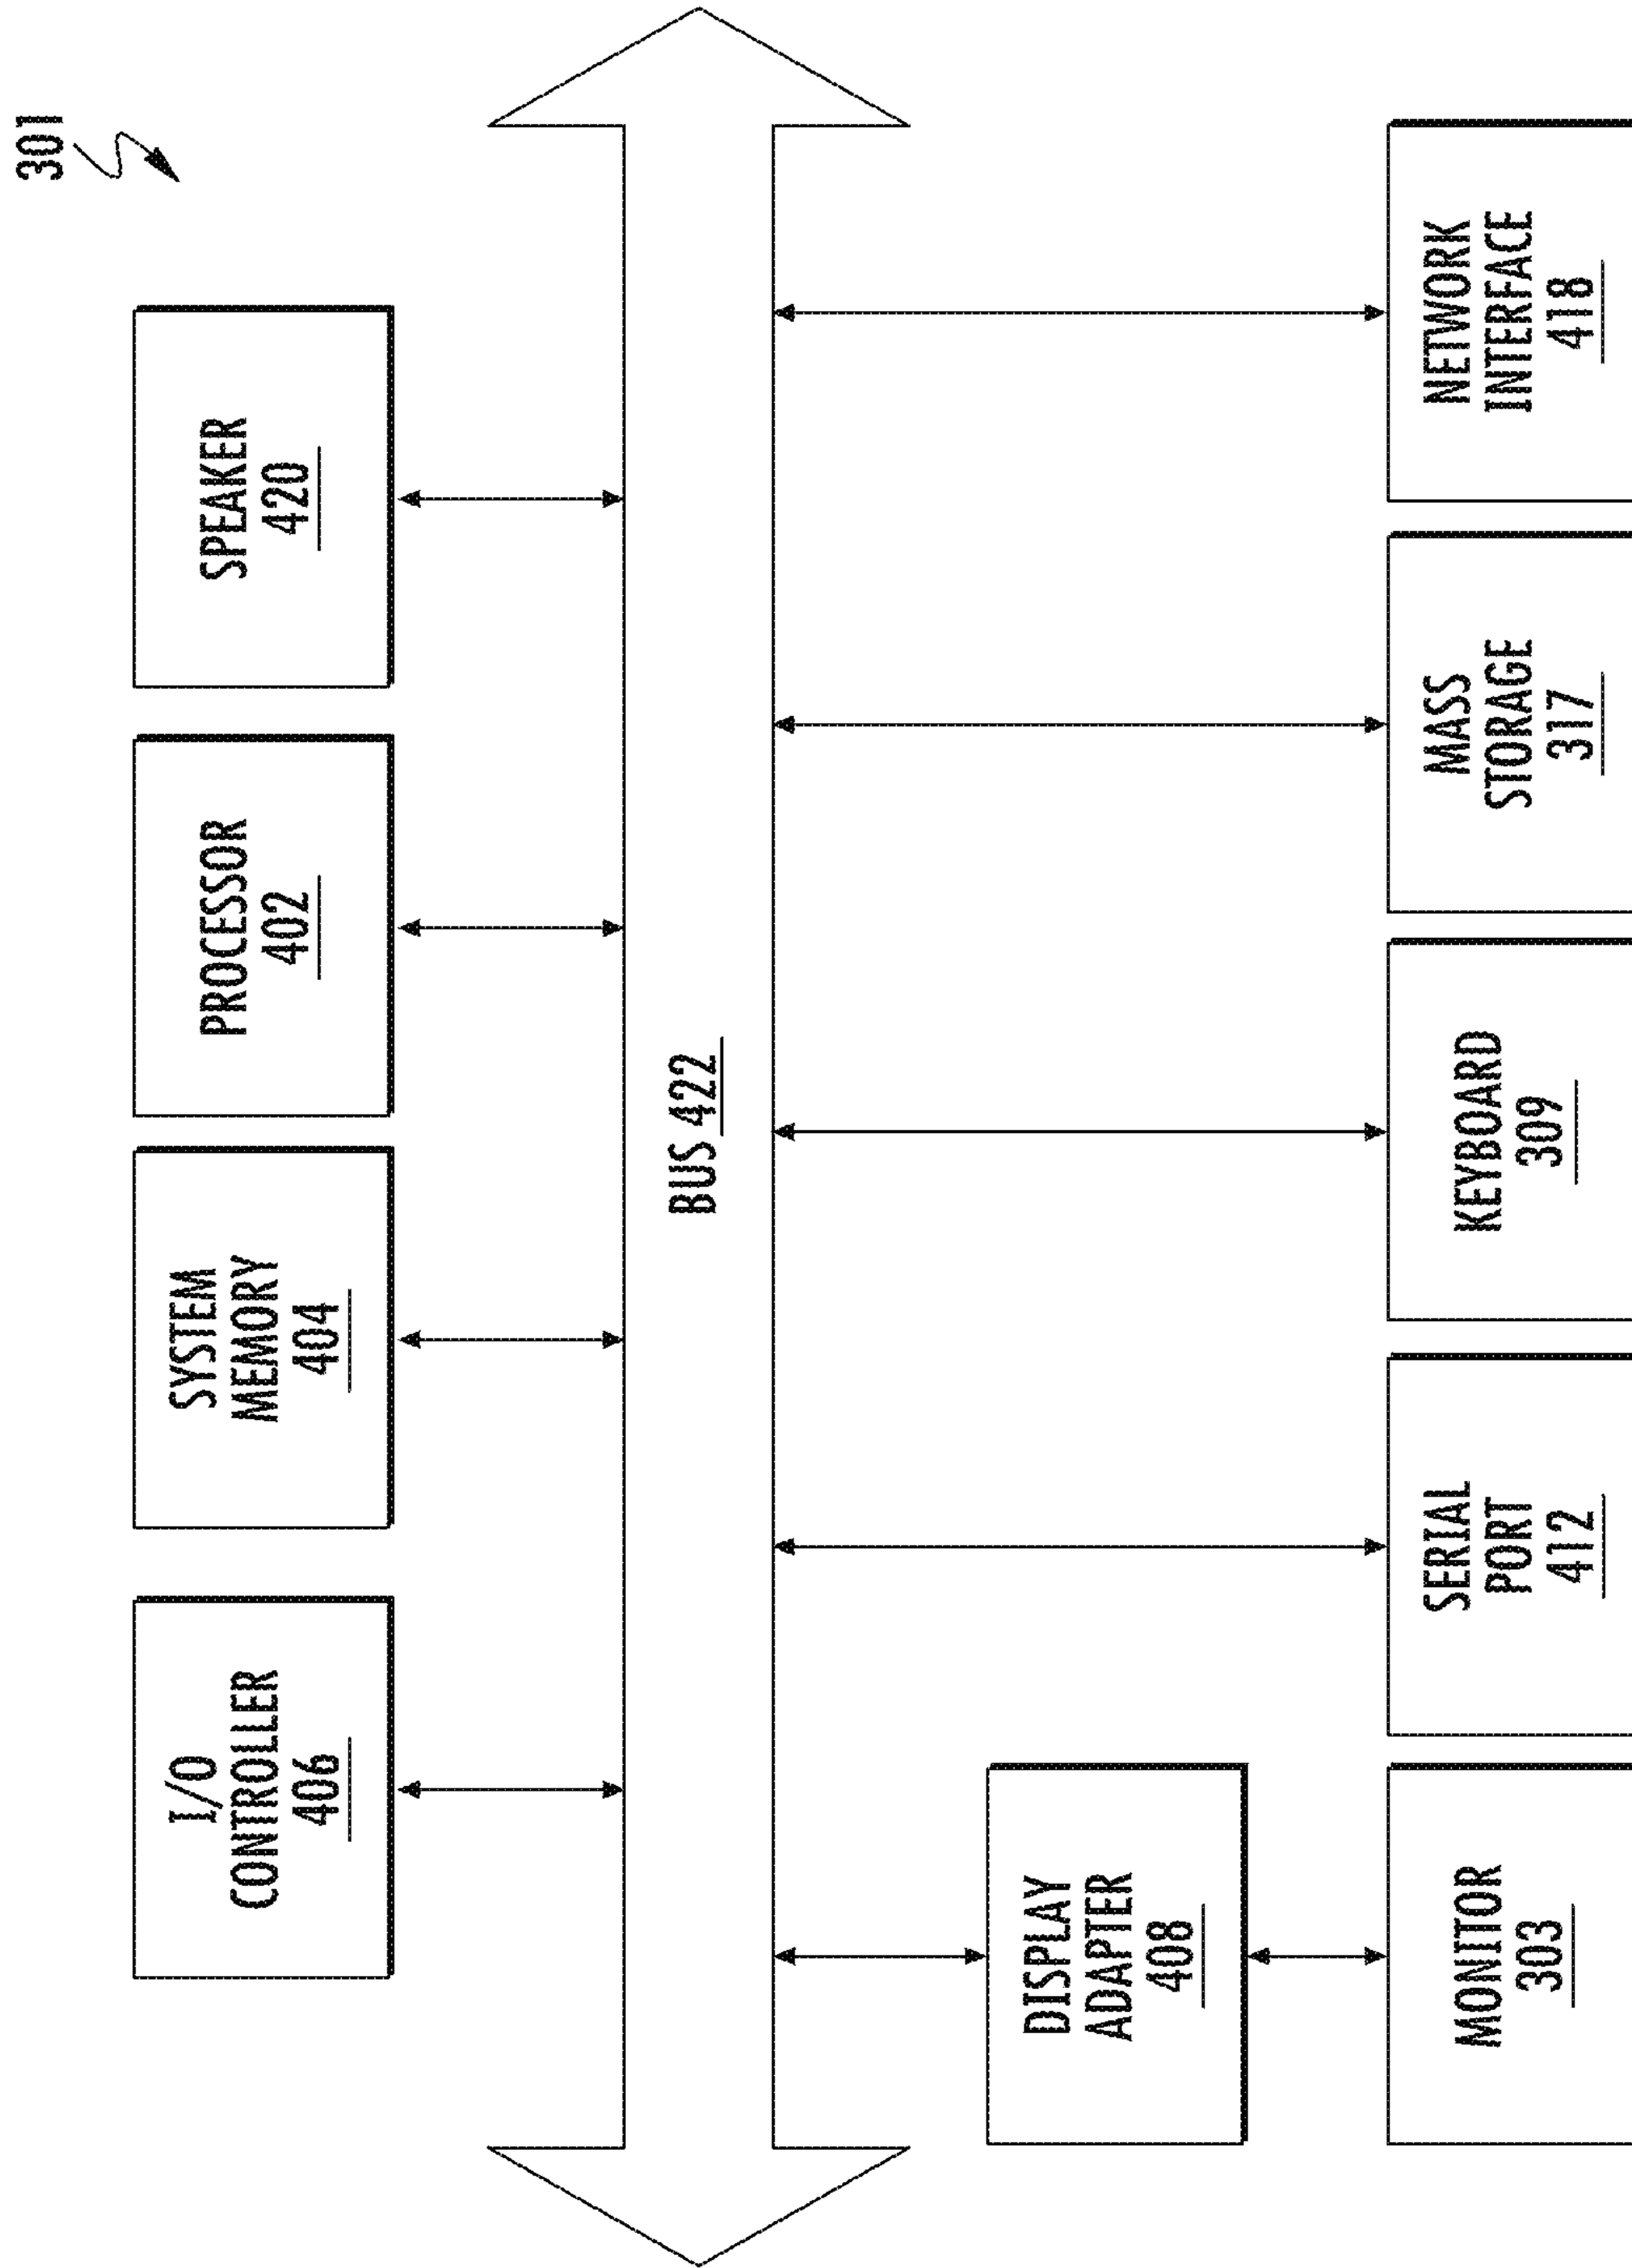 301
I/O
CONTROLLER
406
SYSTEM
MEMORY
404
PROCESSOR
402
SPEAKER
420
BUS 422
DISPLAY
ADAPTER
408
MONITOR
303
SERIAL
PORT
412
KEYBOARD
309
MASS
STORAGE
317
NETWORK
INTERFACE
418